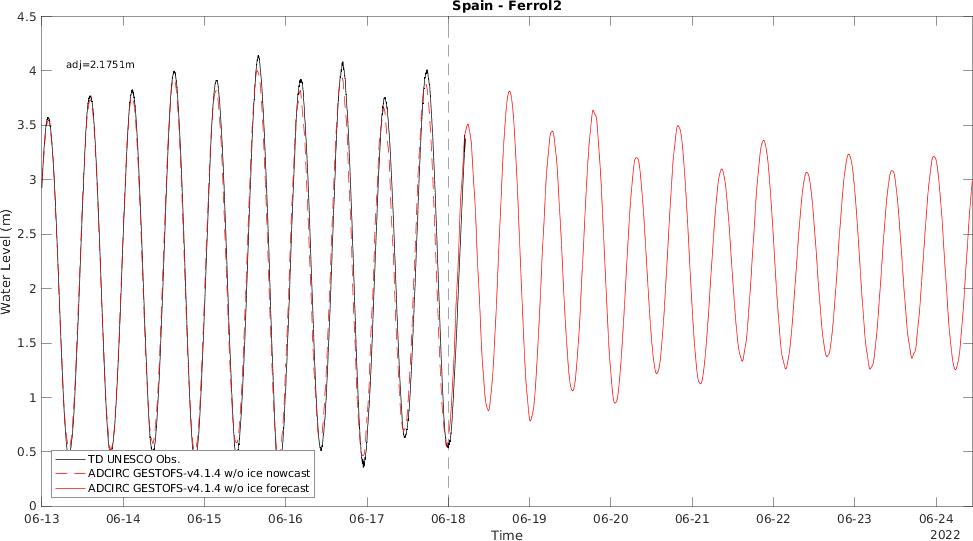 Spain - Ferrol2
adj=2.1751m
4.5
4
3.5
3
2.5
2
1.5
1
0.5
0
Water Level (m)
TD UNESCO Obs.
ADCIRC GESTOFS-v4.1.4 w/o ice nowcast
ADCIRC GESTOFS-v4.1.4 w/o ice forecast
06-13 06-14 06-15 06-16 06-17 06-18 06-19 06-20 06-21 06-22 06-23 06-24
Time
2022